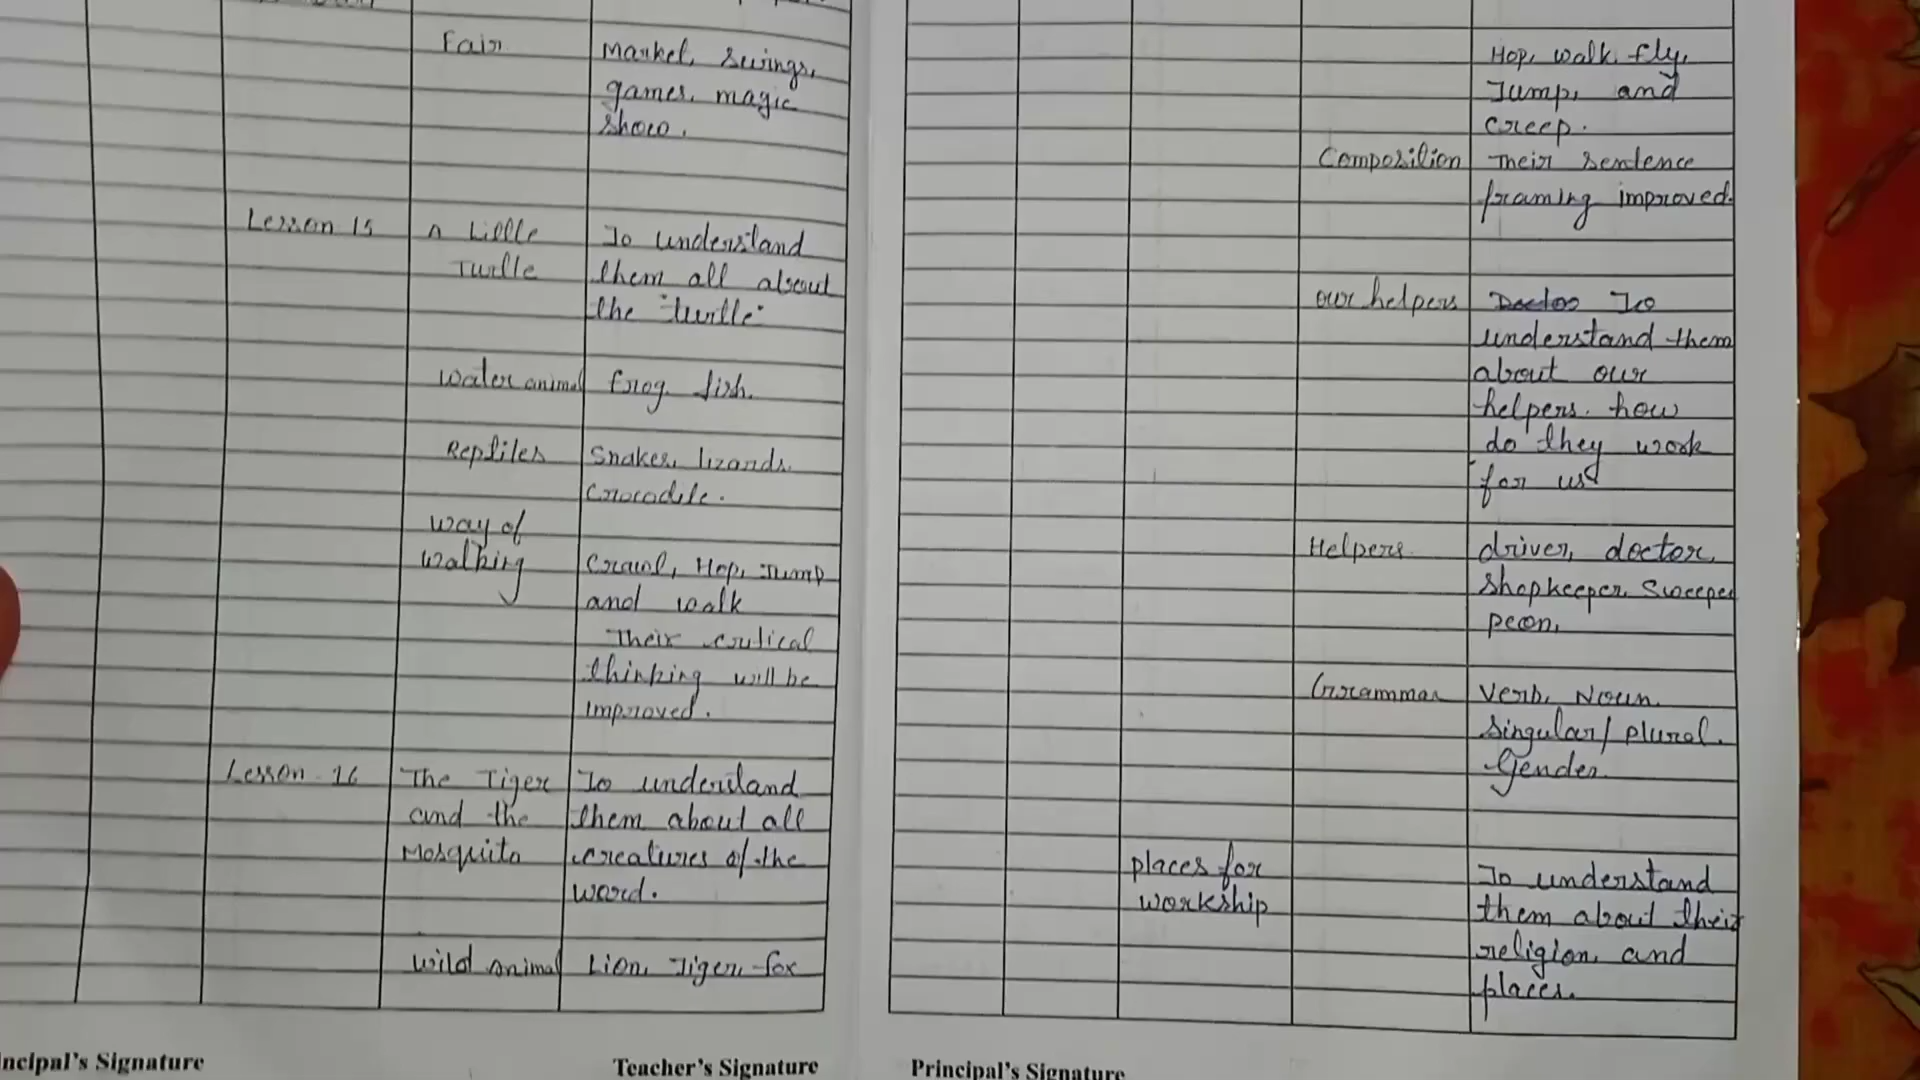 Fair
Market, Swings,
games, magic
show.
Lesson 15
A Little
Turtle
To understand
them all about
the "turtle"
Water animal
frog, fish.
Reptiles
Snakes, lizards,
Crocodile.
Way of
walking
Crawl, Hop, Jump
and walk
Their critical
thinking will be
improved.
Lesson 16
The Tiger
and the
Mosquito
To understand
them about all
creatures of the
word.
Wild animal
Lion, Tiger, fox
Principal's Signature
Teacher's Signature
Hop, walk, fly,
Jump, and
creep.
Composition
Their sentence
framing improved.
our helpers
To
understand them
about our
helpers. how
do they work
for us
Helpers
driver, doctor,
shopkeeper, sweeper
peon,
Grammar
Verb, Noun,
Singular/plural.
Gender
places for
workship
To understand
them about their
religion, and
places.
Principal's Signature